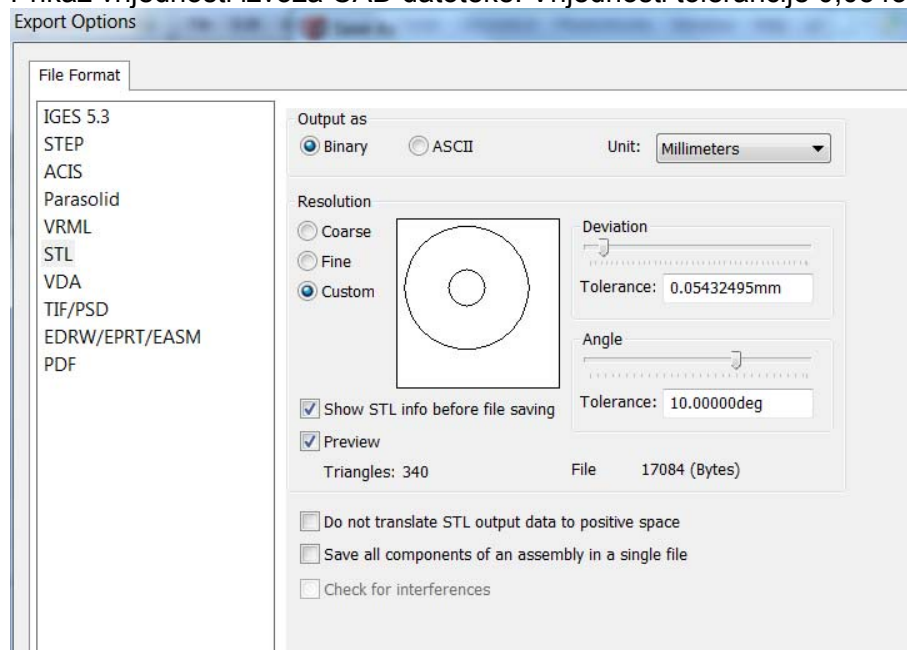 Export Options
File Format
IGES 5.3
STEP
ACIS
Parasolid
VRML
STL
VDA
TIF/PSD
EDRW/EPRT/EASM
PDF
Output as
Binary ASCII Unit: Millimeters
Resolution
Coarse
Fine
Custom
Deviation
Tolerance: 0.05432495mm
Angle
Tolerance: 10.00000deg
Show STL info before file saving
Preview
Triangles: 340 File 17084 (Bytes)
Do not translate STL output data to positive space
Save all components of an assembly in a single file
Check for interferences